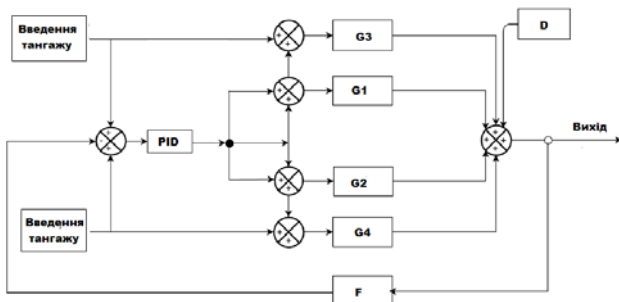 Введення
тангажу
G3
D
G1
PID
Вихід
G2
Введення
тангажу
G4
F